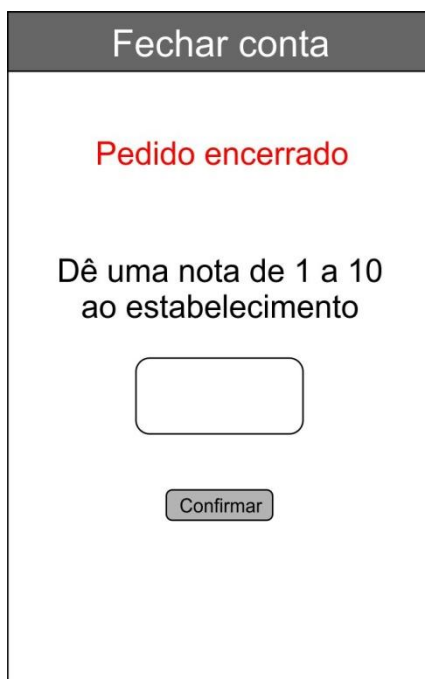 Fechar conta
Pedido encerrado
Dê uma nota de 1 a 10
ao estabelecimento
Confirmar